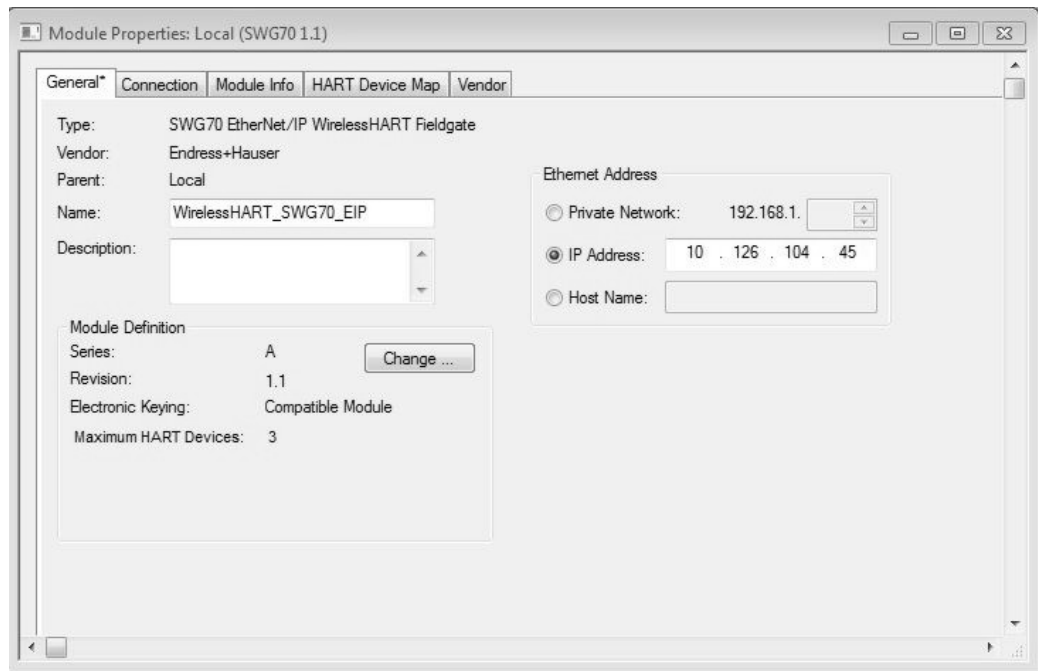 Module Properties: Local (SWG70 1.1)
General* Connection Module Info HART Device Map Vendor
Type: SWG70 EtherNet/IP WirelessHART Fieldgate
Vendor: Endress+Hauser
Parent: Local
Name: WirelessHART_SWG70_EIP
Description:
Ethernet Address
Private Network: 192.168.1.
IP Address: 10 . 126 . 104 . 45
Host Name:
Module Definition
Series: A
Change ...
Revision: 1.1
Electronic Keying: Compatible Module
Maximum HART Devices: 3